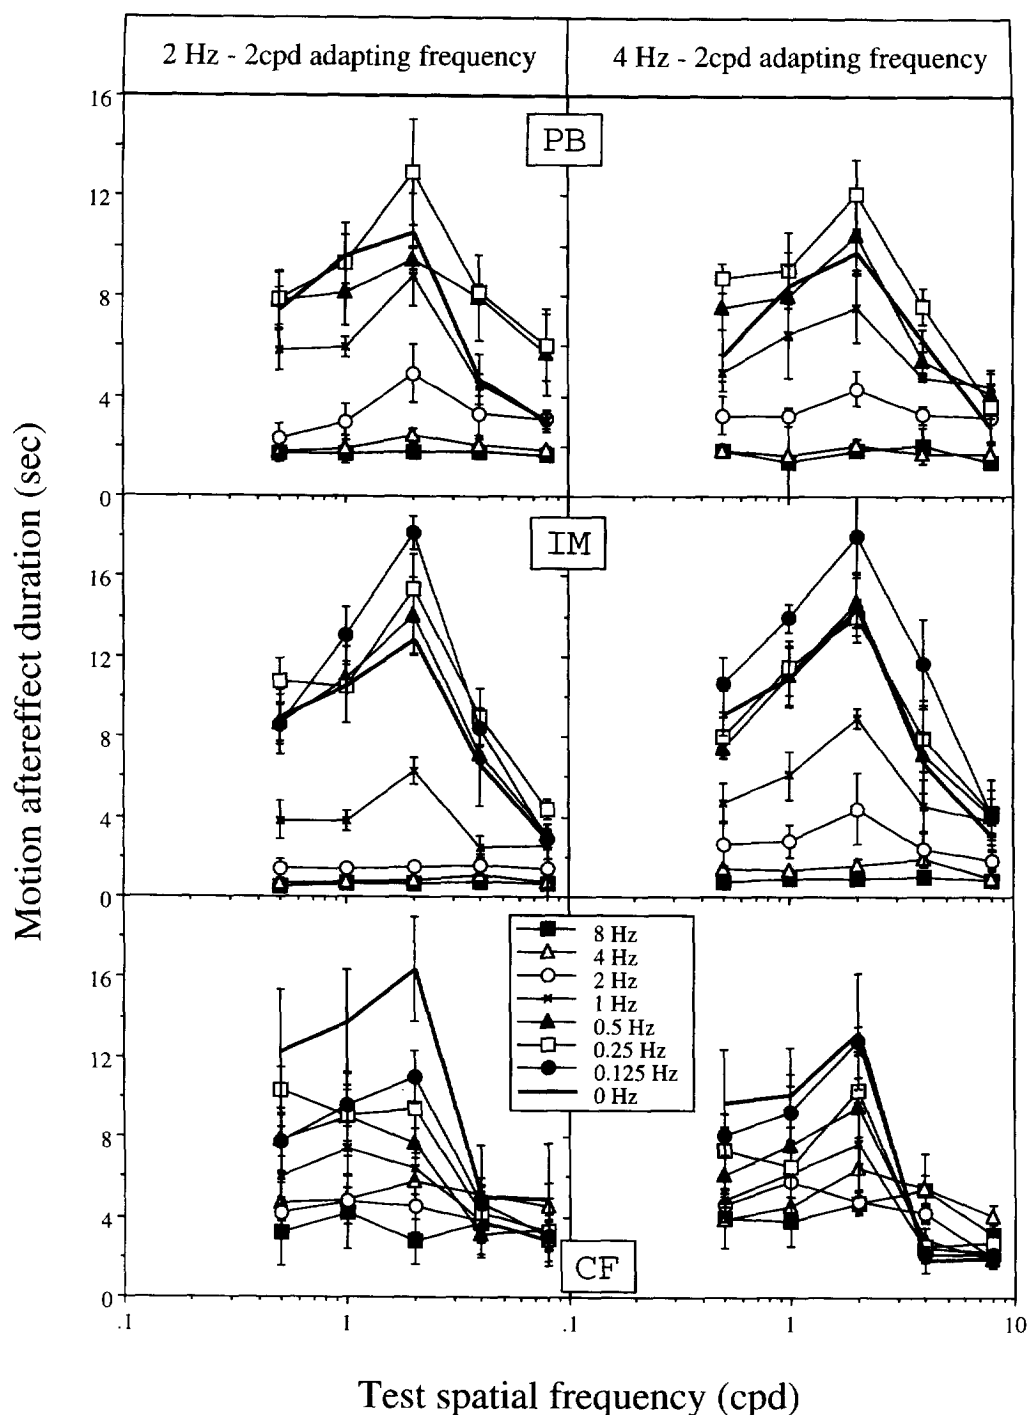 2 Hz - 2cpd adapting frequency
4 Hz - 2cpd adapting frequency
PB
16
12
8
4
0
IM
16
12
8
4
0
8 Hz
4 Hz
2 Hz
1 Hz
0.5 Hz
0.25 Hz
0.125 Hz
0 Hz
16
12
8
4
0
CF
.1
1
.1
1
10
Motion aftereffect duration (sec)
Test spatial frequency (cpd)